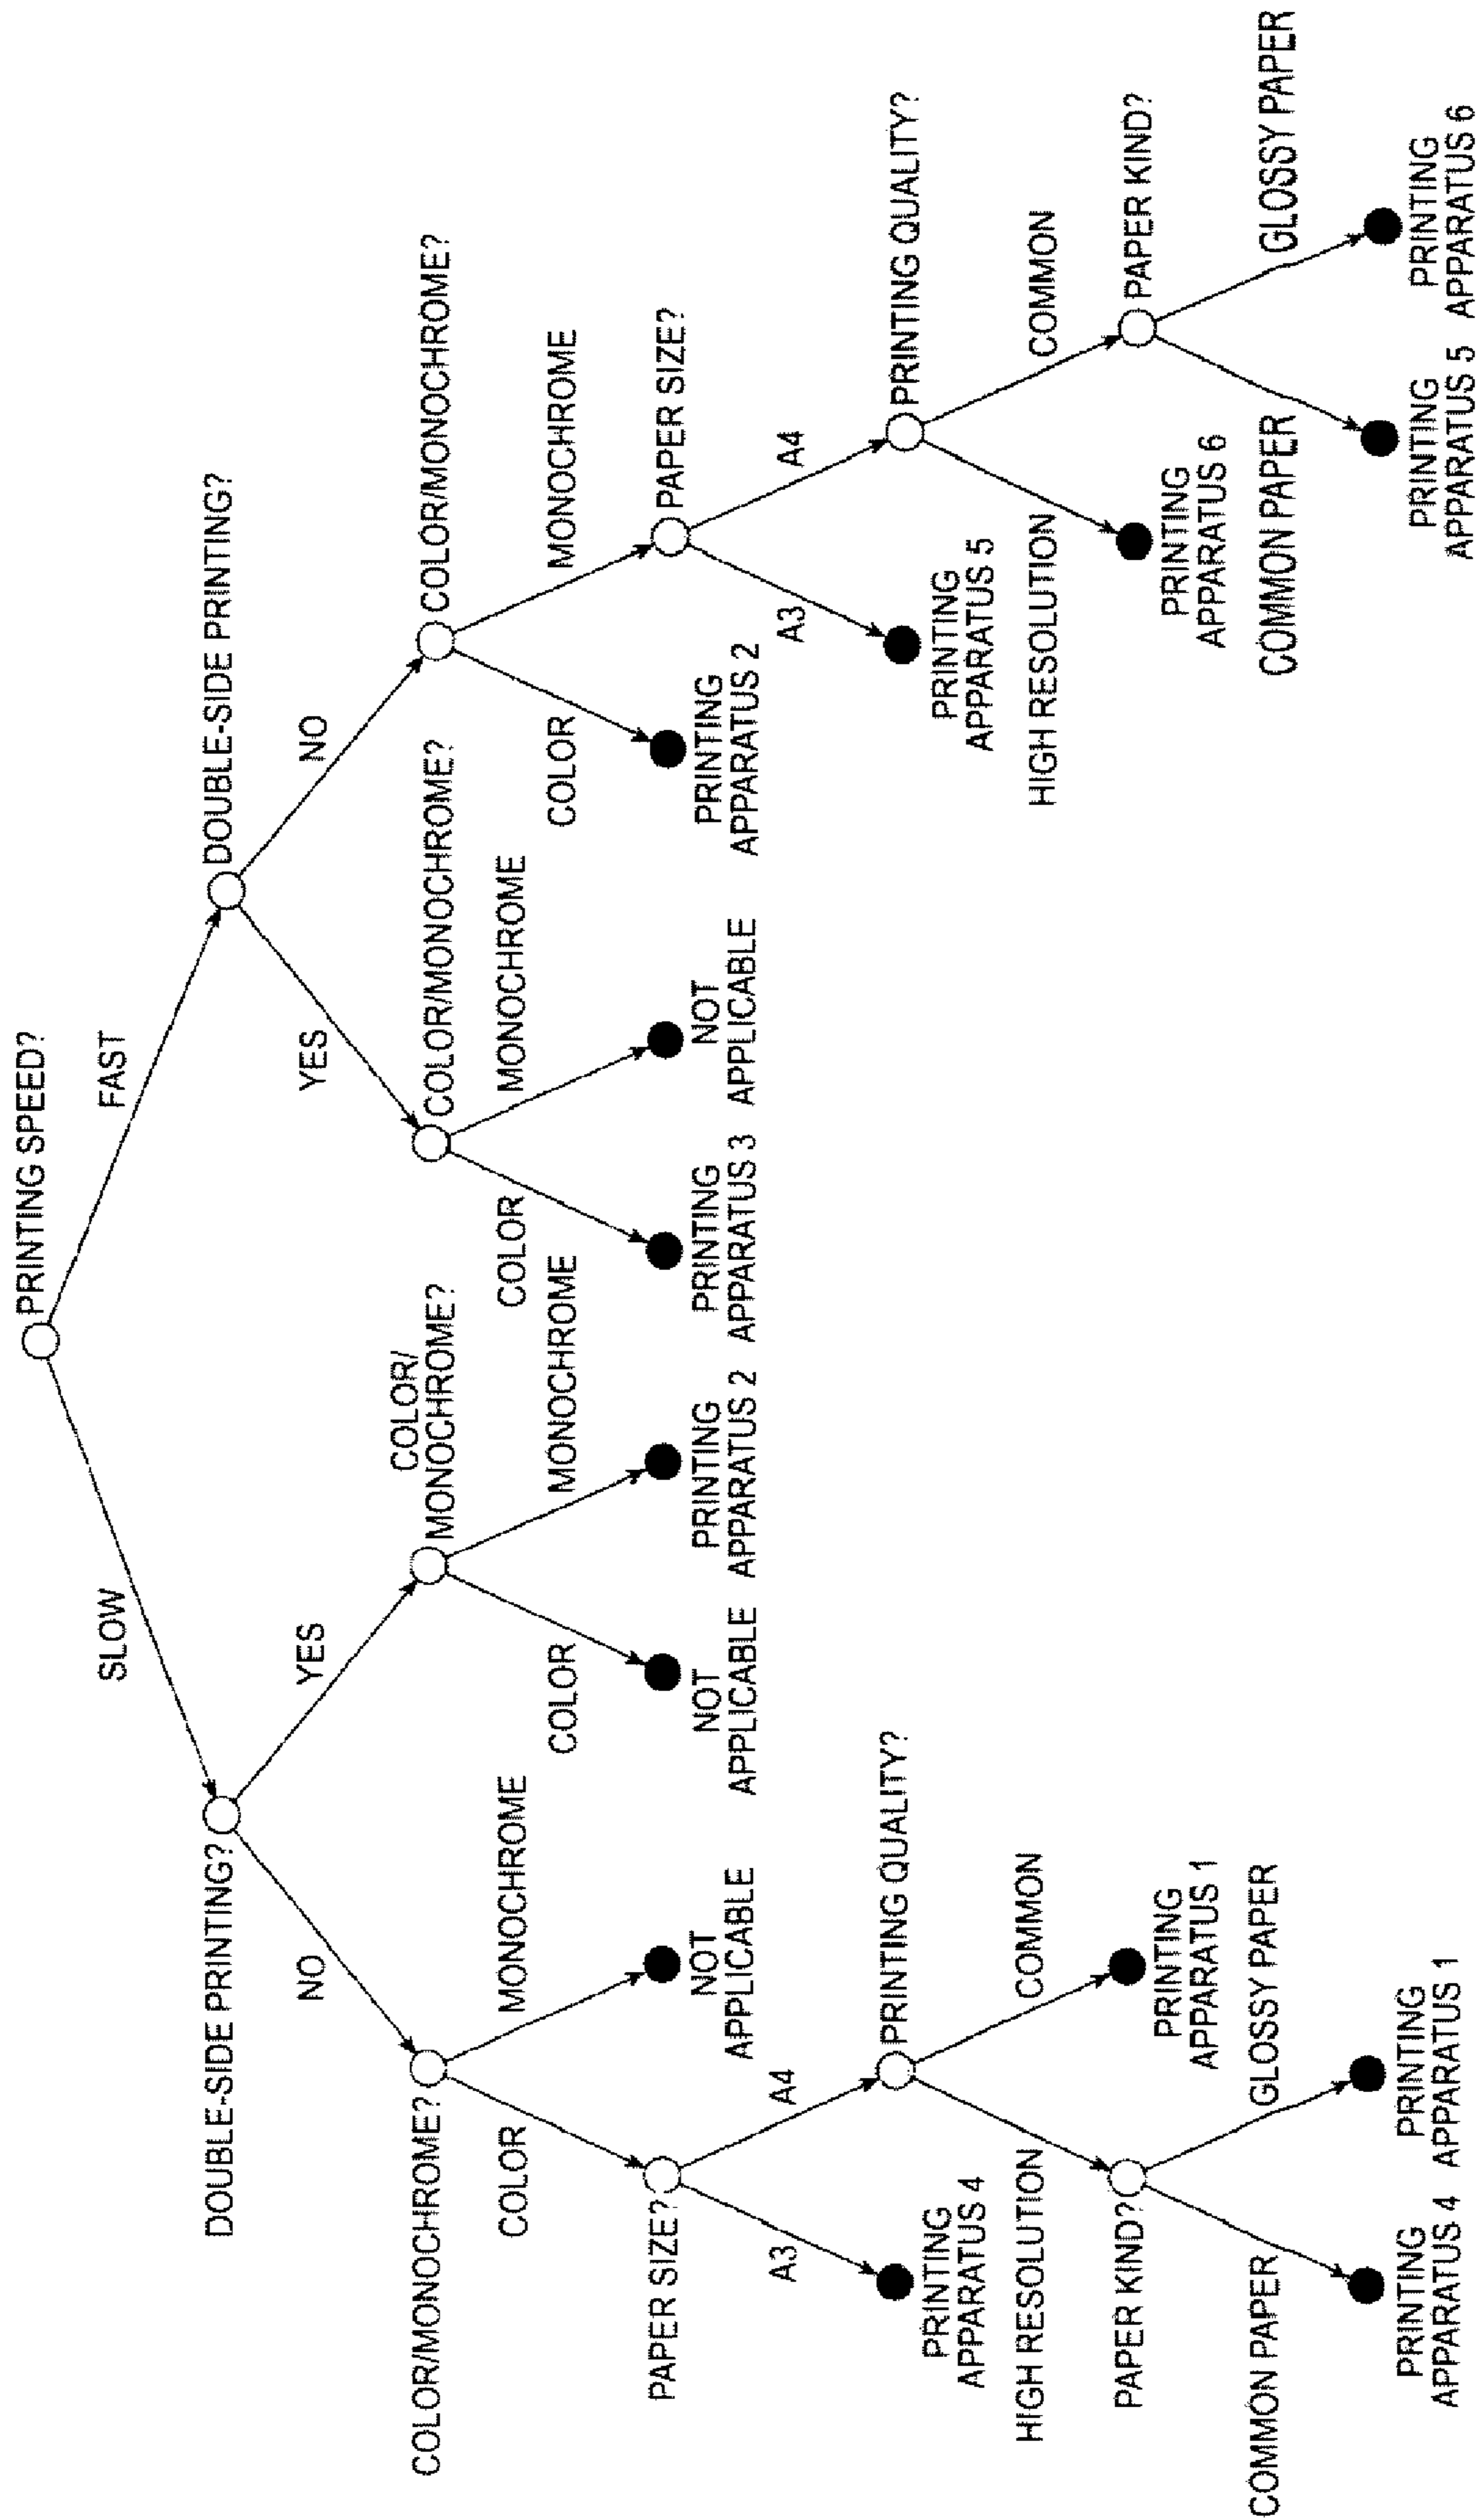 PRINTING SPEED?
SLOW
FAST
DOUBLE-SIDE PRINTING?
DOUBLE-SIDE PRINTING?
NO
YES
YES
NO
COLOR/MONOCHROME?
COLOR/
MONOCHROME?
COLOR/MONOCHROME?
COLOR/MONOCHROME?
COLOR
MONOCHROME
COLOR
MONOCHROME
COLOR
MONOCHROME
COLOR
MONOCHROME
PAPER SIZE?
NOT
APPLICABLE
NOT
APPLICABLE
PRINTING
APPARATUS 2
PRINTING
APPARATUS 3
NOT
APPLICABLE
PRINTING
APPARATUS 2
PAPER SIZE?
A3
A4
A3
A4
PRINTING
APPARATUS 4
PRINTING QUALITY?
PRINTING
APPARATUS 5
PRINTING QUALITY?
HIGH RESOLUTION
COMMON
HIGH RESOLUTION
COMMON
PAPER KIND?
PRINTING
APPARATUS 1
PRINTING
APPARATUS 6
PAPER KIND?
COMMON PAPER
GLOSSY PAPER
COMMON PAPER
GLOSSY PAPER
PRINTING
APPARATUS 4
PRINTING
APPARATUS 1
PRINTING
APPARATUS 5
PRINTING
APPARATUS 6